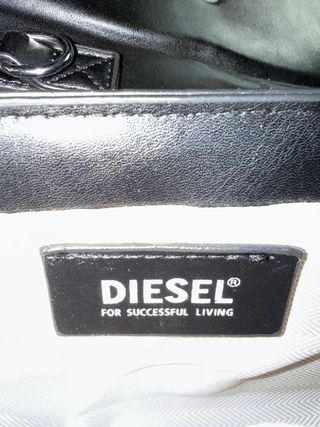 DIESEL®
FOR SUCCESSFUL LIVING